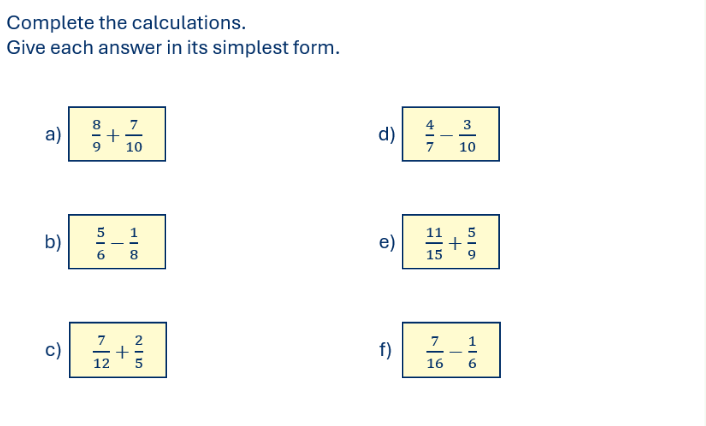 Complete the calculations.
Give each answer in its simplest form.
a) 8/9 + 7/10
d) 4/7 − 3/10
b) 5/6 − 1/8
e) 11/15 + 5/9
c) 7/12 + 2/5
f) 7/16 − 1/6